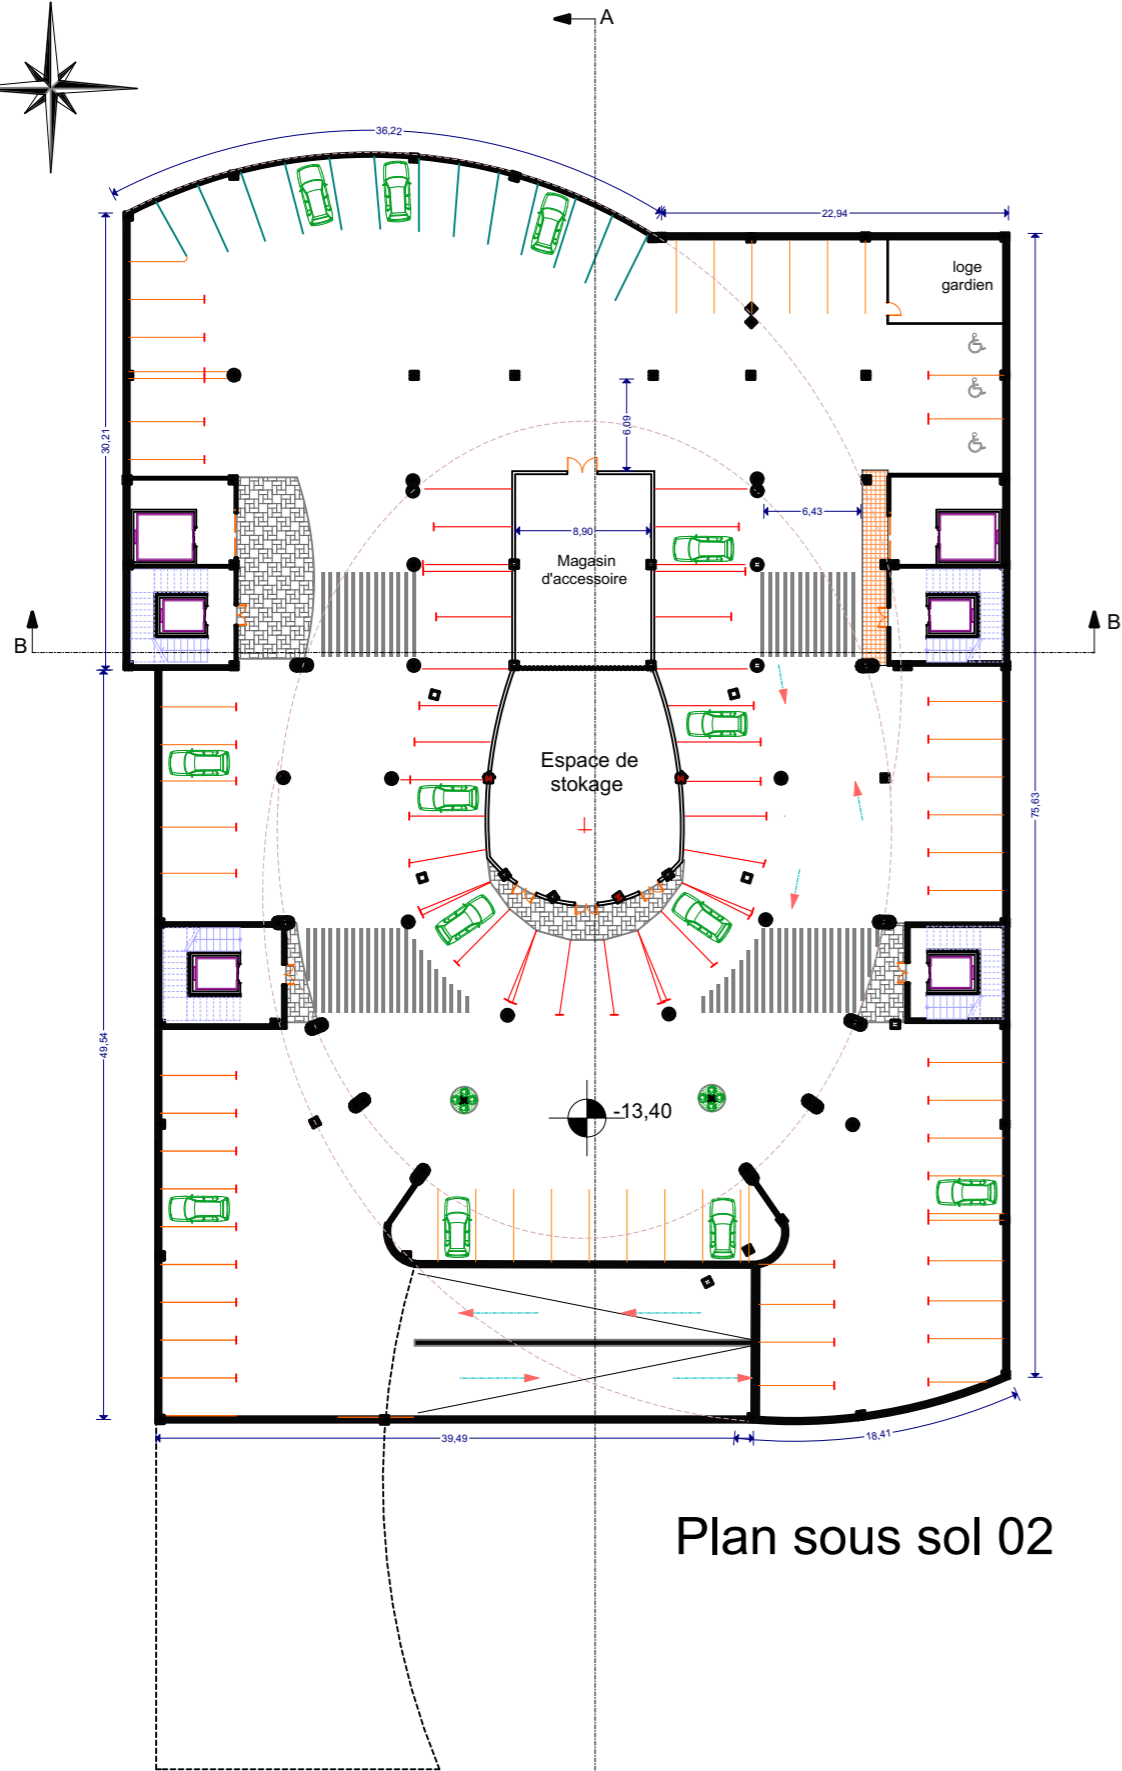 A
36,22
22,94
loge
gardien
30,21
6,09
6,43
8,90
Magasin
d'accessoire
B
B
Espace de
stokage
75,63
49,54
-13,40
39,49
18,41
Plan sous sol 02